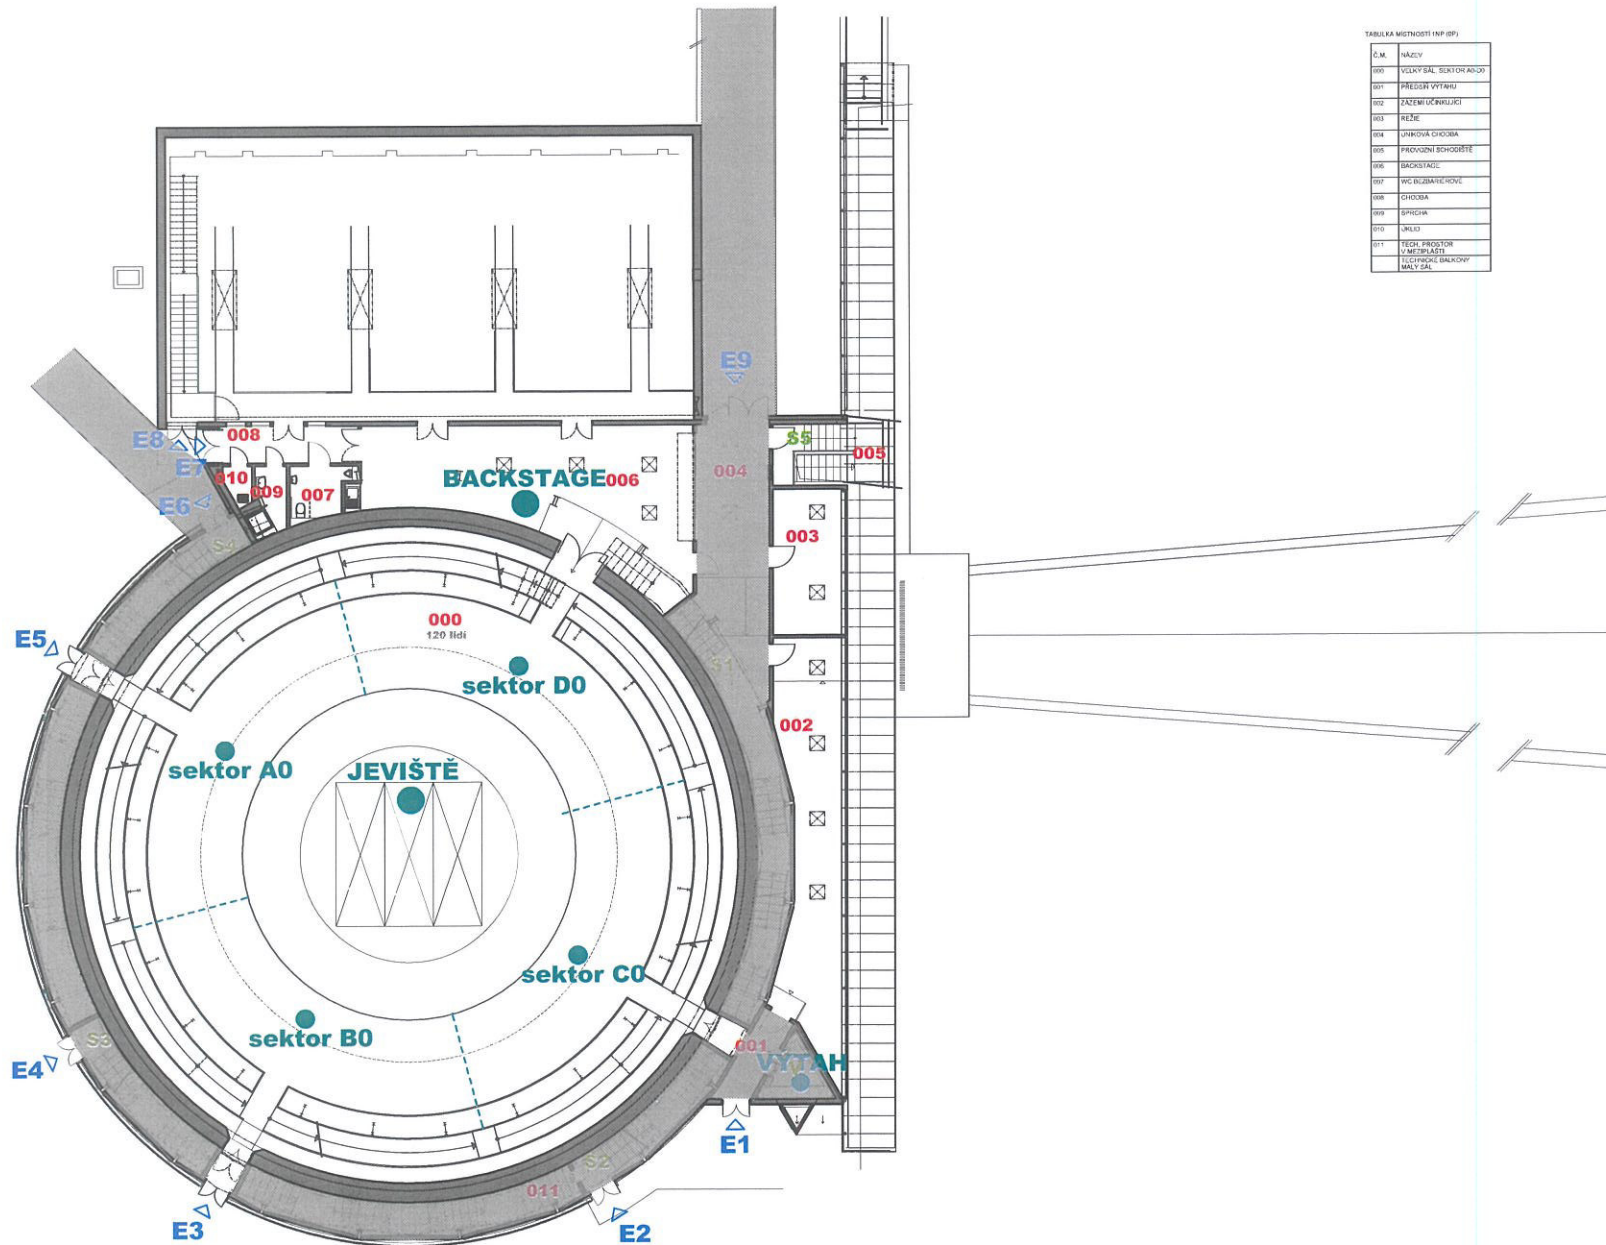 TABULKA MÍSTNOSTÍ 1NP (0P)
Č.M. NÁZEV
000 VELKÝ SÁL, SEKTOR A0-D0
001 PŘEDSÍŇ VÝTAHU
002 ZÁZEMÍ ÚČINKUJÍCÍ
003 REŽIE
004 ÚNIKOVÁ CHODBA
005 PROVOZNÍ SCHODIŠTĚ
006 BACKSTAGE
007 WC BEZBARIÉROVÉ
008 CHODBA
009 SPRCHA
010 ÚKLID
011 TECH. PROSTOR
V MEZIPLÁŠTI
TECHNICKÉ BALKONY
MALÝ SÁL
E9
E8
008
S5
E7
005
010
BACKSTAGE 006
004
009
007
E6
003
S4
000
120 lidí
E5
S1
sektor D0
002
sektor A0
JEVIŠTĚ
sektor C0
sektor B0
S3
001
VÝTAH
E4
E1
S2
011
E3
E2